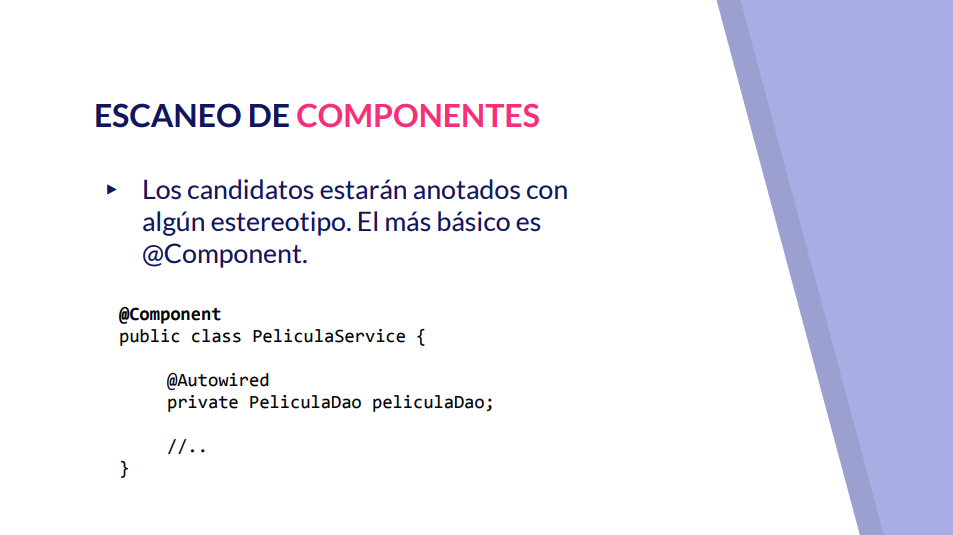 ESCANEO DE COMPONENTES
▸ Los candidatos estarán anotados con
algún estereotipo. El más básico es
@Component.
@Component
public class PeliculaService {
@Autowired
private PeliculaDao peliculaDao;
//..
}